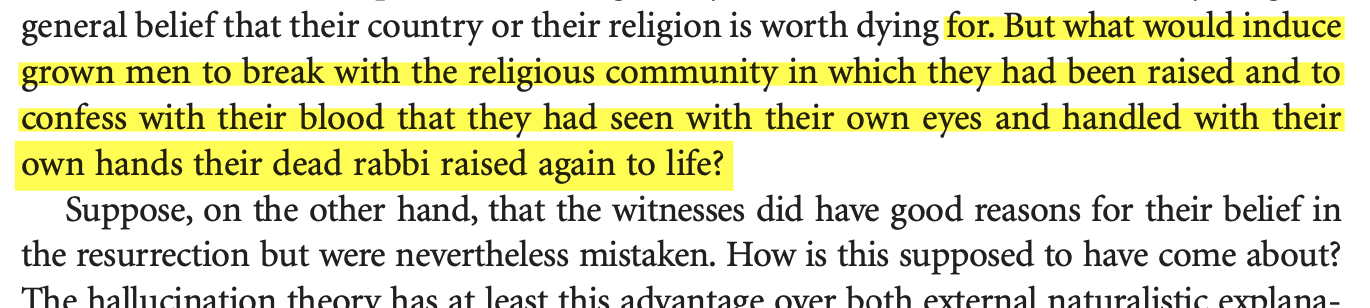 general belief that their country or their religion is worth dying for. But what would induce
grown men to break with the religious community in which they had been raised and to
confess with their blood that they had seen with their own eyes and handled with their
own hands their dead rabbi raised again to life?
Suppose, on the other hand, that the witnesses did have good reasons for their belief in
the resurrection but were nevertheless mistaken. How is this supposed to have come about?
The hallucination theory has at least this advantage over both external naturalistic explana-